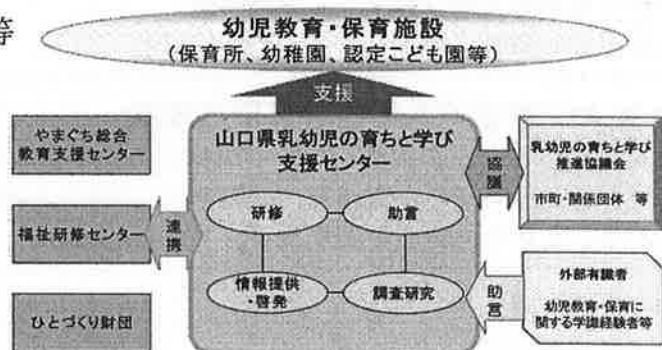 等
幼児教育・保育施設
(保育所、幼稚園、認定こども園等)
支援
やまぐち総合
教育支援センター
福祉研修センター
ひとづくり財団
連携
山口県乳幼児の育ちと学び
支援センター
研修
助言
情報提供
・啓発
調査研究
協議
乳幼児の育ちと学び
推進協議会
市町・関係団体 等
助言
外部有識者
幼児教育・保育に
関する学識経験者等